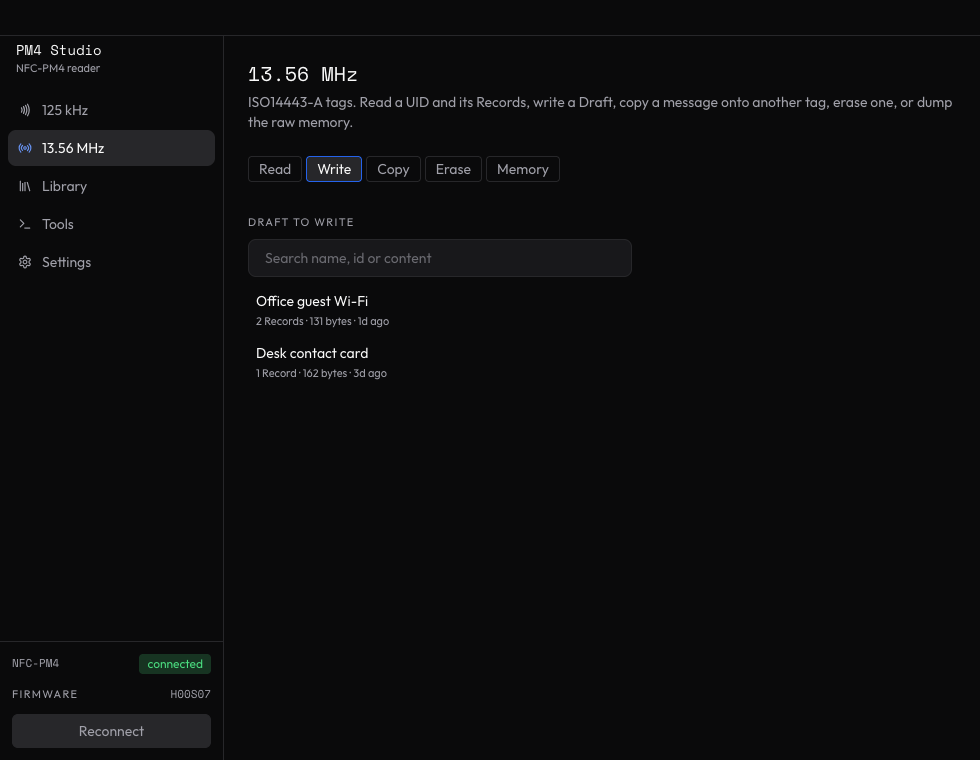 PM4 Studio
NFC-PM4 reader
125 kHz
13.56 MHz
Library
Tools
Settings
NFC-PM4
connected
FIRMWARE
H00S07
Reconnect
13.56 MHz
ISO14443-A tags. Read a UID and its Records, write a Draft, copy a message onto another tag, erase one, or dump
the raw memory.
Read
Write
Copy
Erase
Memory
DRAFT TO WRITE
Search name, id or content
Office guest Wi-Fi
2 Records · 131 bytes · 1d ago
Desk contact card
1 Record · 162 bytes · 3d ago